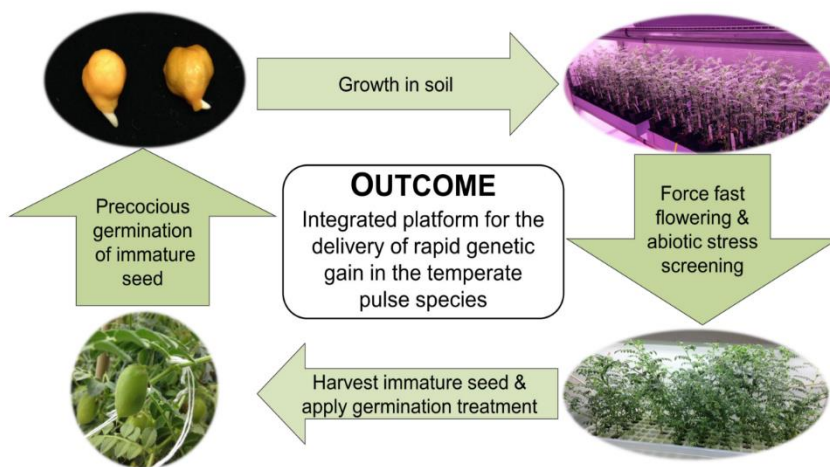 Growth in soil
Force fast
flowering &
abiotic stress
screening
Harvest immature seed &
apply germination treatment
Precocious
germination
of immature
seed
OUTCOME
Integrated platform for the
delivery of rapid genetic
gain in the temperate
pulse species